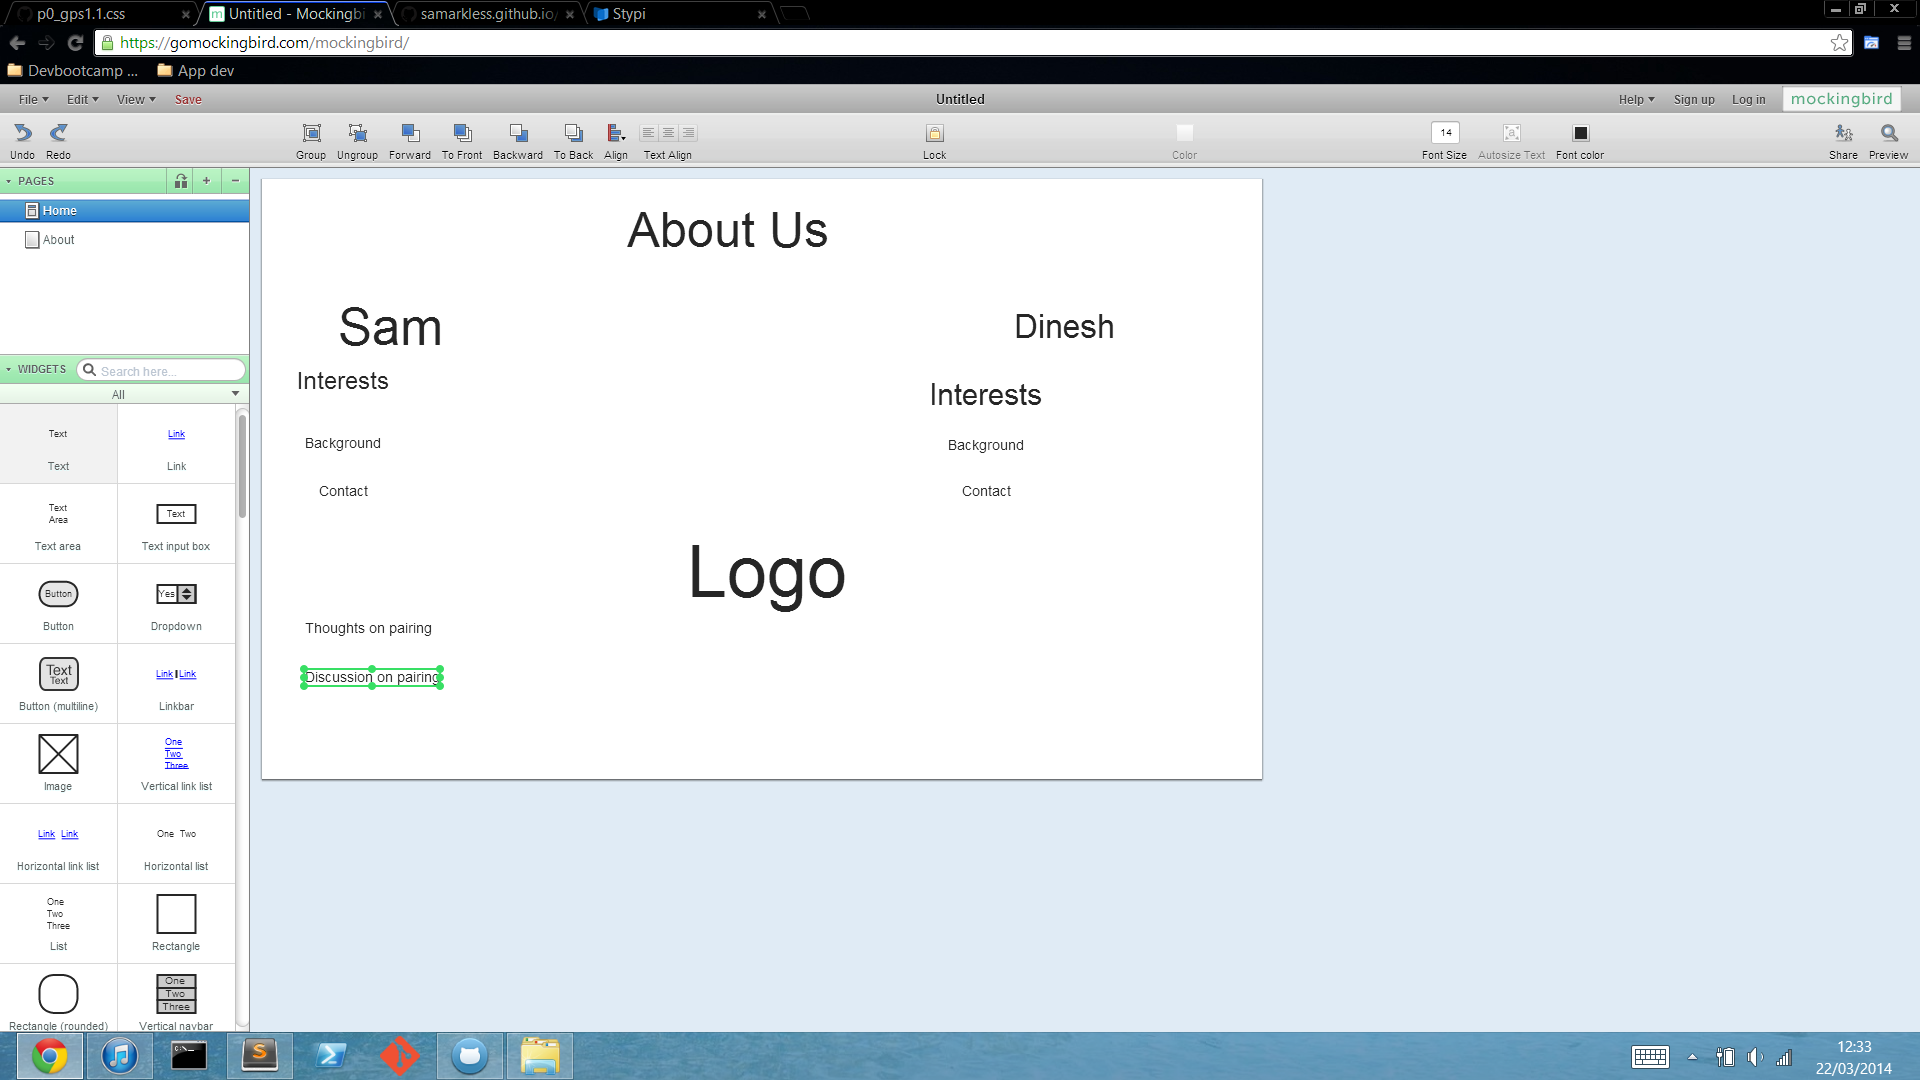 p0_gps1.1.css
Untitled - Mockingbi
samarkless.github.io/
Stypi
https://gomockingbird.com/mockingbird/
Devbootcamp ...
App dev
File Edit View Save
Untitled
Help Sign up Log in mockingbird
Undo Redo
Group Ungroup Forward To Front Backward To Back Align Text Align
Lock
Color
14
Font Size Autosize Text Font color
Share Preview
PAGES + -
Home
About
WIDGETS Search here...
All
Text Link
Text Link
Text
Area
Text
Text area Text input box
Button Yes
Button Dropdown
Text
Text
Link Link
Button (multiline) Linkbar
One
Two
Three
Image Vertical link list
Link Link One Two
Horizontal link list Horizontal list
One
Two
Three
List Rectangle
One
Two
Three
Rectangle (rounded) Vertical navbar
About Us
Sam Dinesh
Interests Interests
Background Background
Contact Contact
Logo
Thoughts on pairing
Discussion on pairing
C:\_
S
12:33
22/03/2014